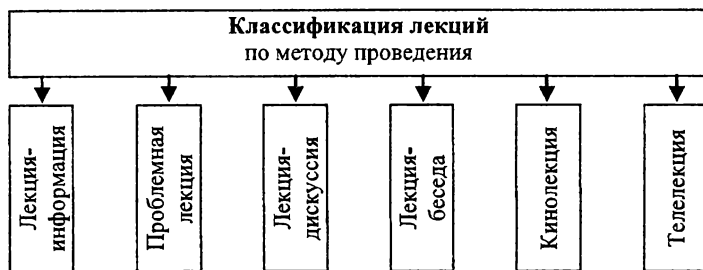 Классификация лекций
по методу проведения
Лекция-
информация
Проблемная
лекция
Лекция-
дискуссия
Лекция-
беседа
Кинолекция
Телелекция